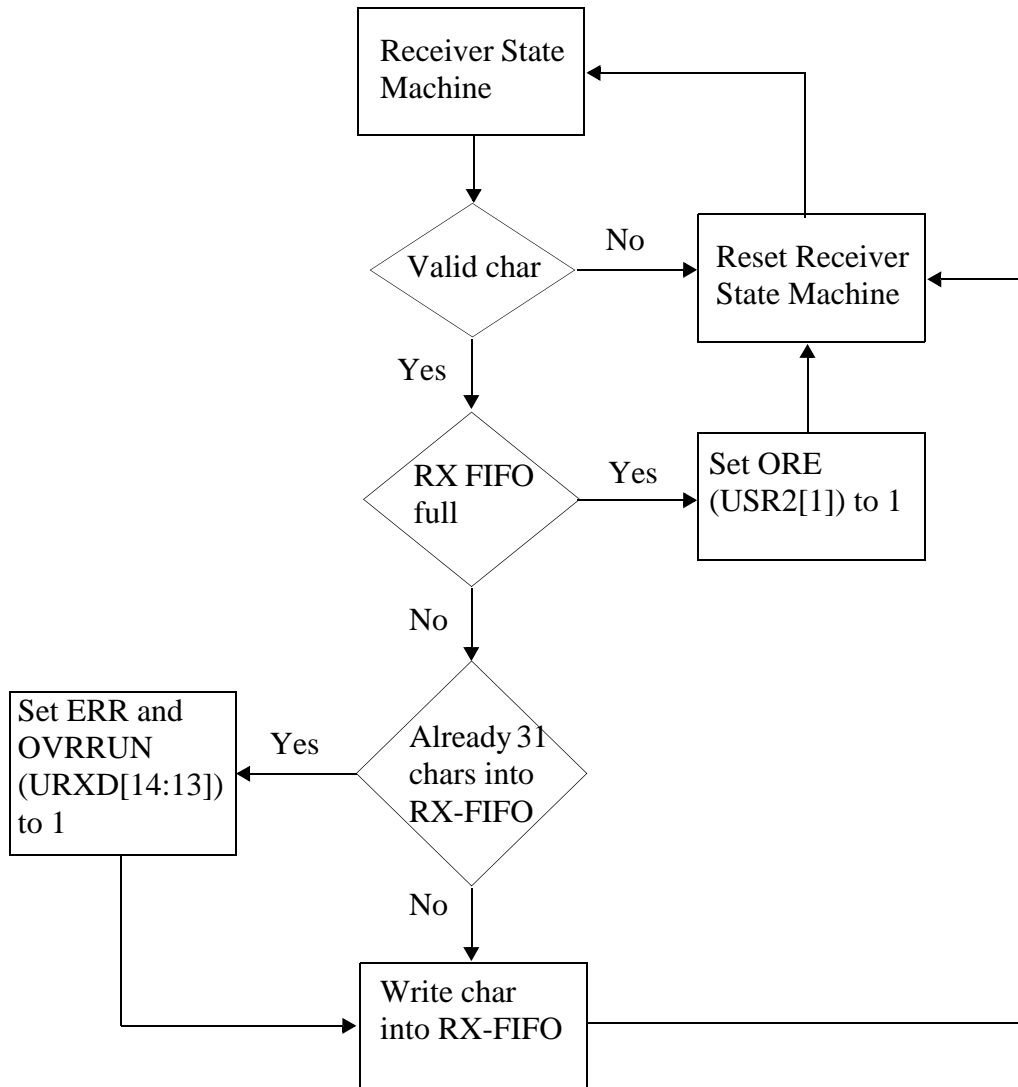 Receiver State
Machine
Valid char
No
Reset Receiver
State Machine
Yes
RX FIFO
full
Yes
Set ORE
(USR2[1]) to 1
No
Set ERR and
OVRRUN
(URXD[14:13])
to 1
Yes
Already 31
chars into
RX-FIFO
No
Write char
into RX-FIFO